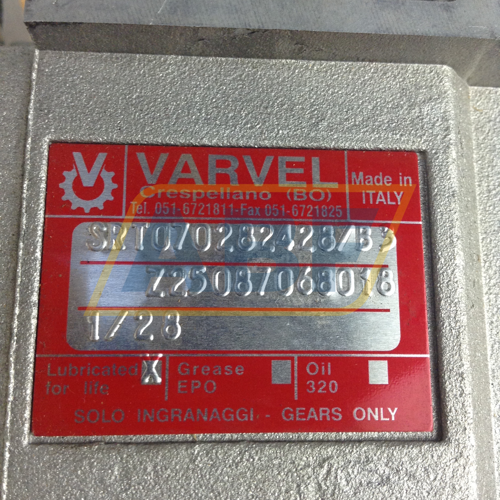 V VARVEL Made in
ITALY
Crespellano (BO)
Tel. 051-6721811-Fax 051-6721825
SRT070282428/B3
Z25087068018
1/28
Lubricated X Grease Oil
for life EPO 320
SOLO INGRANAGGI - GEARS ONLY